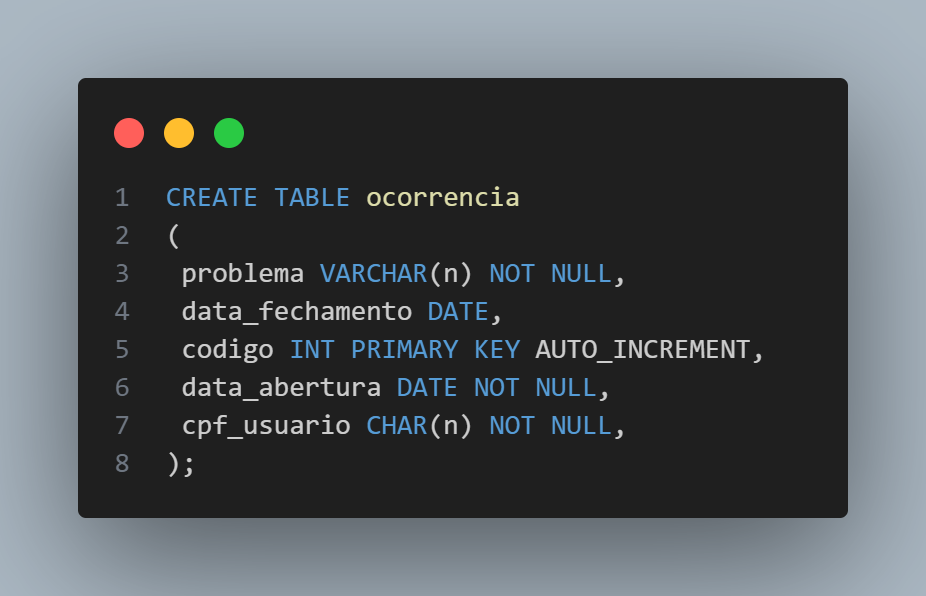 1 CREATE TABLE ocorrencia
2 (
3 problema VARCHAR(n) NOT NULL,
4 data_fechamento DATE,
5 codigo INT PRIMARY KEY AUTO_INCREMENT,
6 data_abertura DATE NOT NULL,
7 cpf_usuario CHAR(n) NOT NULL,
8 );